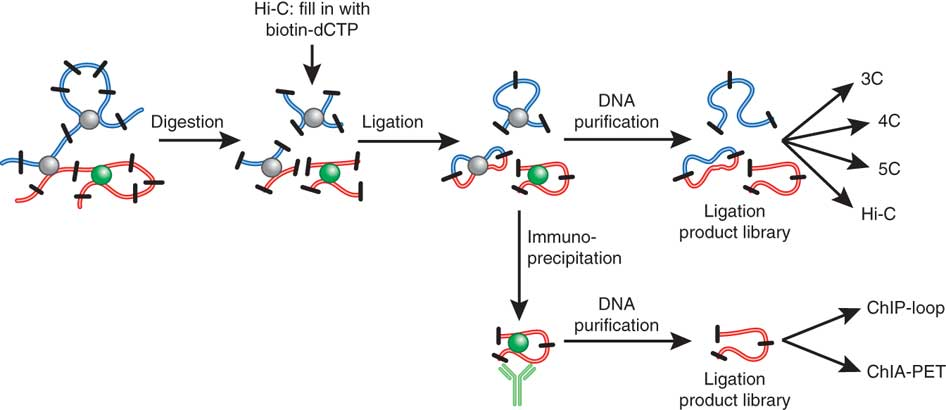 Hi-C: fill in with
biotin-dCTP
Digestion
Ligation
DNA
purification
3C
4C
5C
Hi-C
Ligation
product library
Immuno-
precipitation
DNA
purification
Ligation
product library
ChIP-loop
ChIA-PET